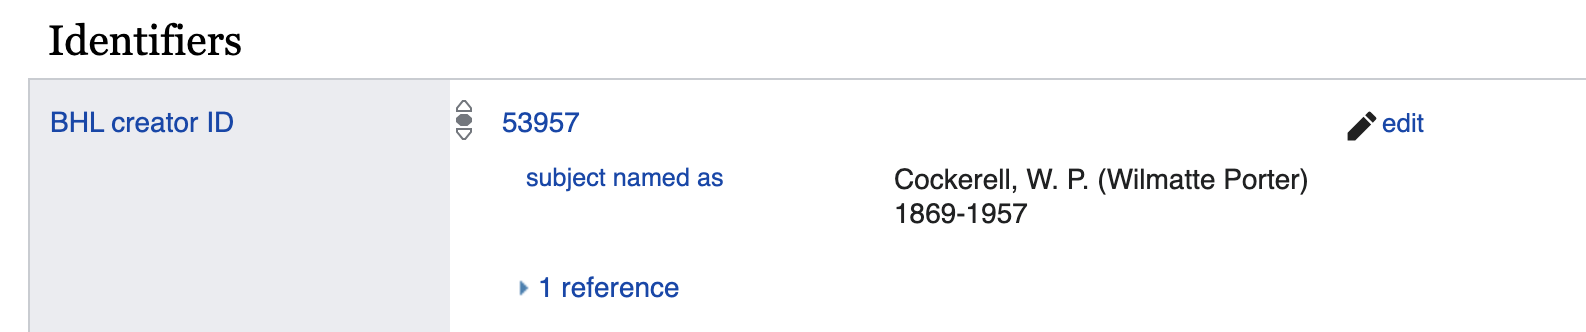 Identifiers
BHL creator ID
53957
edit
subject named as
Cockerell, W. P. (Wilmatte Porter)
1869-1957
1 reference